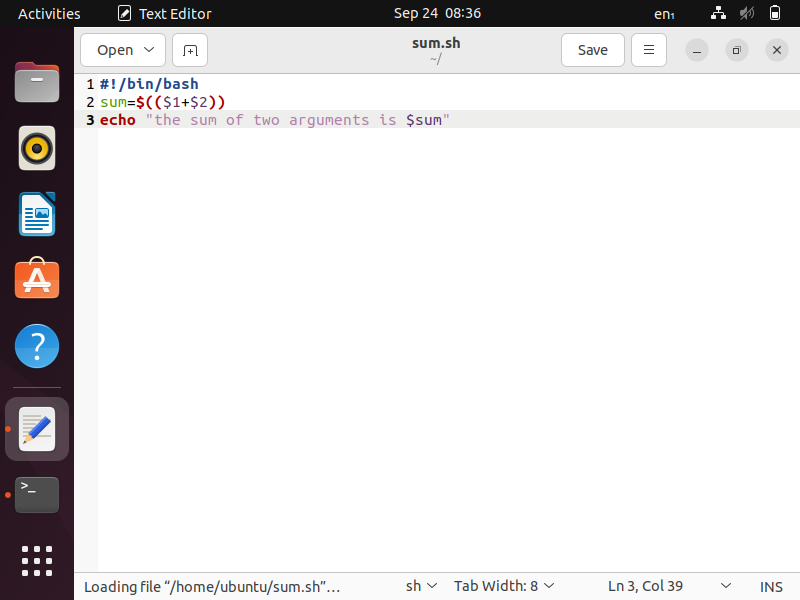 Activities Text Editor Sep 24 08:36 en₁
Open sum.sh Save
~/
1 #!/bin/bash
2 sum=$(($1+$2))
3 echo "the sum of two arguments is $sum"
>_
Loading file “/home/ubuntu/sum.sh”… sh Tab Width: 8 Ln 3, Col 39 INS